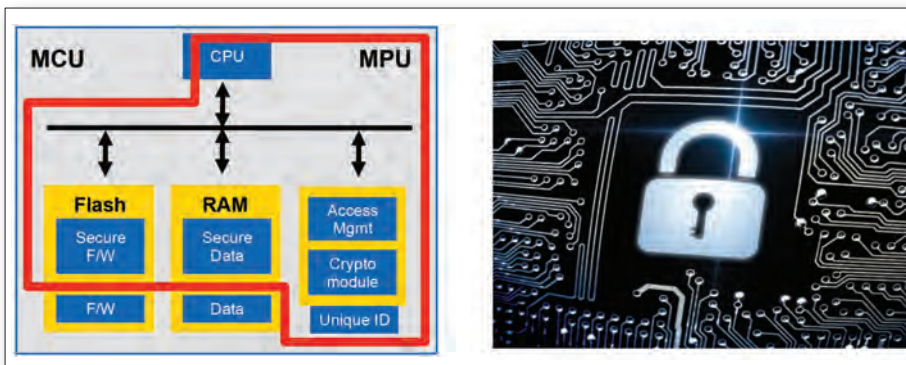 MCU
CPU
MPU
Flash
RAM
Access
Mgmt
Secure
F/W
Secure
Data
Crypto
module
F/W
Data
Unique ID